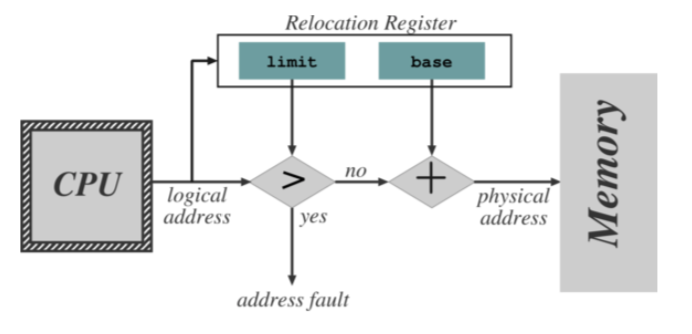 Relocation Register
limit
base
CPU
logical
address
>
no
+
yes
physical
address
Memory
address fault